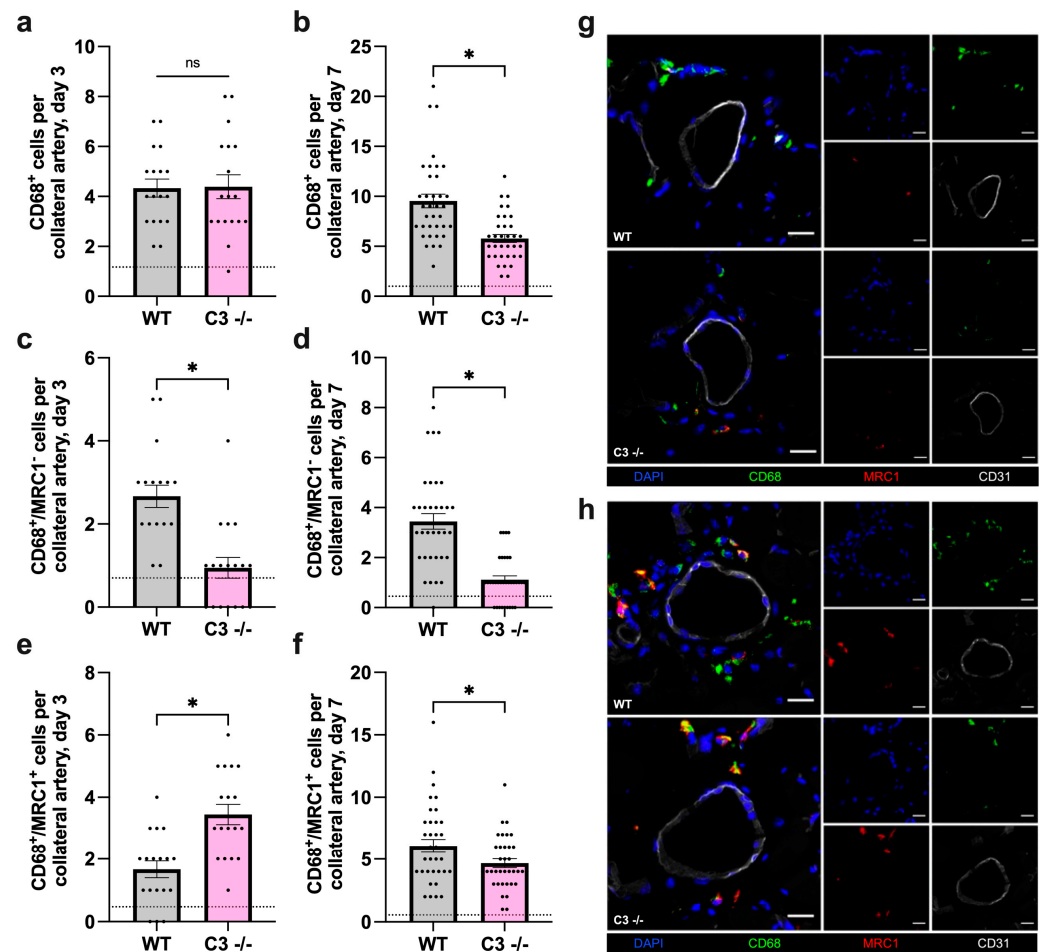 a
CD68⁺ cells per
collateral artery, day 3
10
8
6
4
2
0
ns
WT
C3 -/-
b
CD68⁺ cells per
collateral artery, day 7
25
20
15
10
5
0
*
WT
C3 -/-
c
CD68⁺/MRC1⁻ cells per
collateral artery, day 3
6
4
2
0
*
WT
C3 -/-
d
CD68⁺/MRC1⁻ cells per
collateral artery, day 7
10
8
6
4
2
0
*
WT
C3 -/-
e
CD68⁺/MRC1⁺ cells per
collateral artery, day 3
8
6
4
2
0
*
WT
C3 -/-
f
CD68⁺/MRC1⁺ cells per
collateral artery, day 7
20
15
10
5
0
*
WT
C3 -/-
g
WT
C3 -/-
DAPI CD68 MRC1 CD31
h
WT
C3 -/-
DAPI CD68 MRC1 CD31